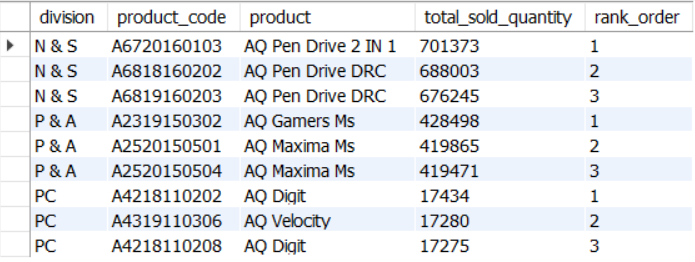 division product_code product total_sold_quantity rank_order
N & S A6720160103 AQ Pen Drive 2 IN 1 701373 1
N & S A6818160202 AQ Pen Drive DRC 688003 2
N & S A6819160203 AQ Pen Drive DRC 676245 3
P & A A2319150302 AQ Gamers Ms 428498 1
P & A A2520150501 AQ Maxima Ms 419865 2
P & A A2520150504 AQ Maxima Ms 419471 3
PC A4218110202 AQ Digit 17434 1
PC A4319110306 AQ Velocity 17280 2
PC A4218110208 AQ Digit 17275 3